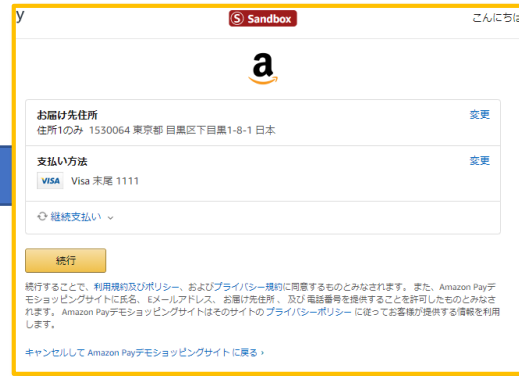 y
S Sandbox
こんにちは
a
お届け先住所
変更
住所1のみ 1530064 東京都 目黒区下目黒1-8-1 日本
支払い方法
変更
VISA Visa 末尾 1111
継続支払い
続行
続行することで、利用規約及びポリシー、およびプライバシー規約に同意するものとみなされます。 また、Amazon Payデ
モショッピングサイトに氏名、 Eメールアドレス、 お届け先住所 、 及び 電話番号を提供することを許可したものとみなさ
れます。 Amazon Payデモショッピングサイトはそのサイトの プライバシーポリシー に従ってお客様が提供する情報を利用
します。
キャンセルして Amazon Payデモショッピングサイト に戻る ›